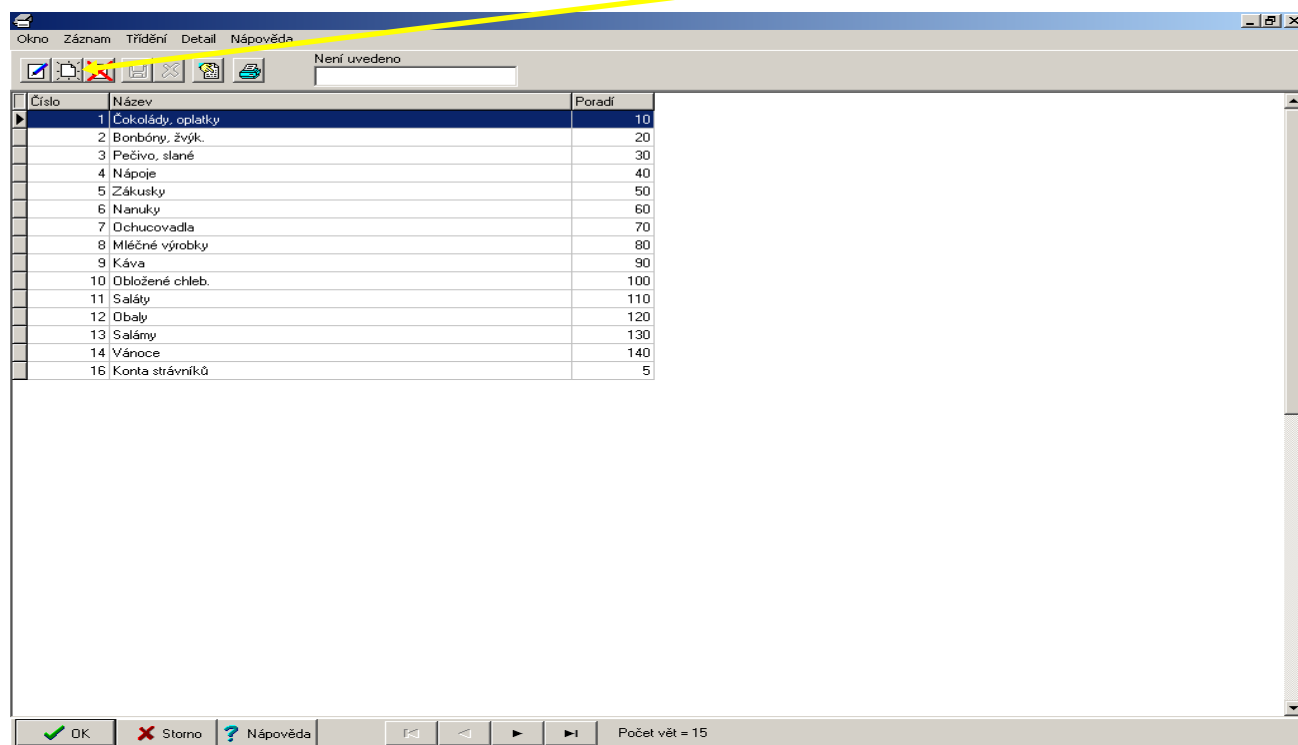 Okno Záznam Třídění Detail Nápověda
Není uvedeno
Číslo Název Poradí
1 Čokolády, oplatky 10
2 Bonbóny, žvýk. 20
3 Pečivo, slané 30
4 Nápoje 40
5 Zákusky 50
6 Nanuky 60
7 Ochucovadla 70
8 Mléčné výrobky 80
9 Káva 90
10 Obložené chleb. 100
11 Saláty 110
12 Obaly 120
13 Salámy 130
14 Vánoce 140
16 Konta strávníků 5
OK Storno ? Nápověda Počet vět = 15